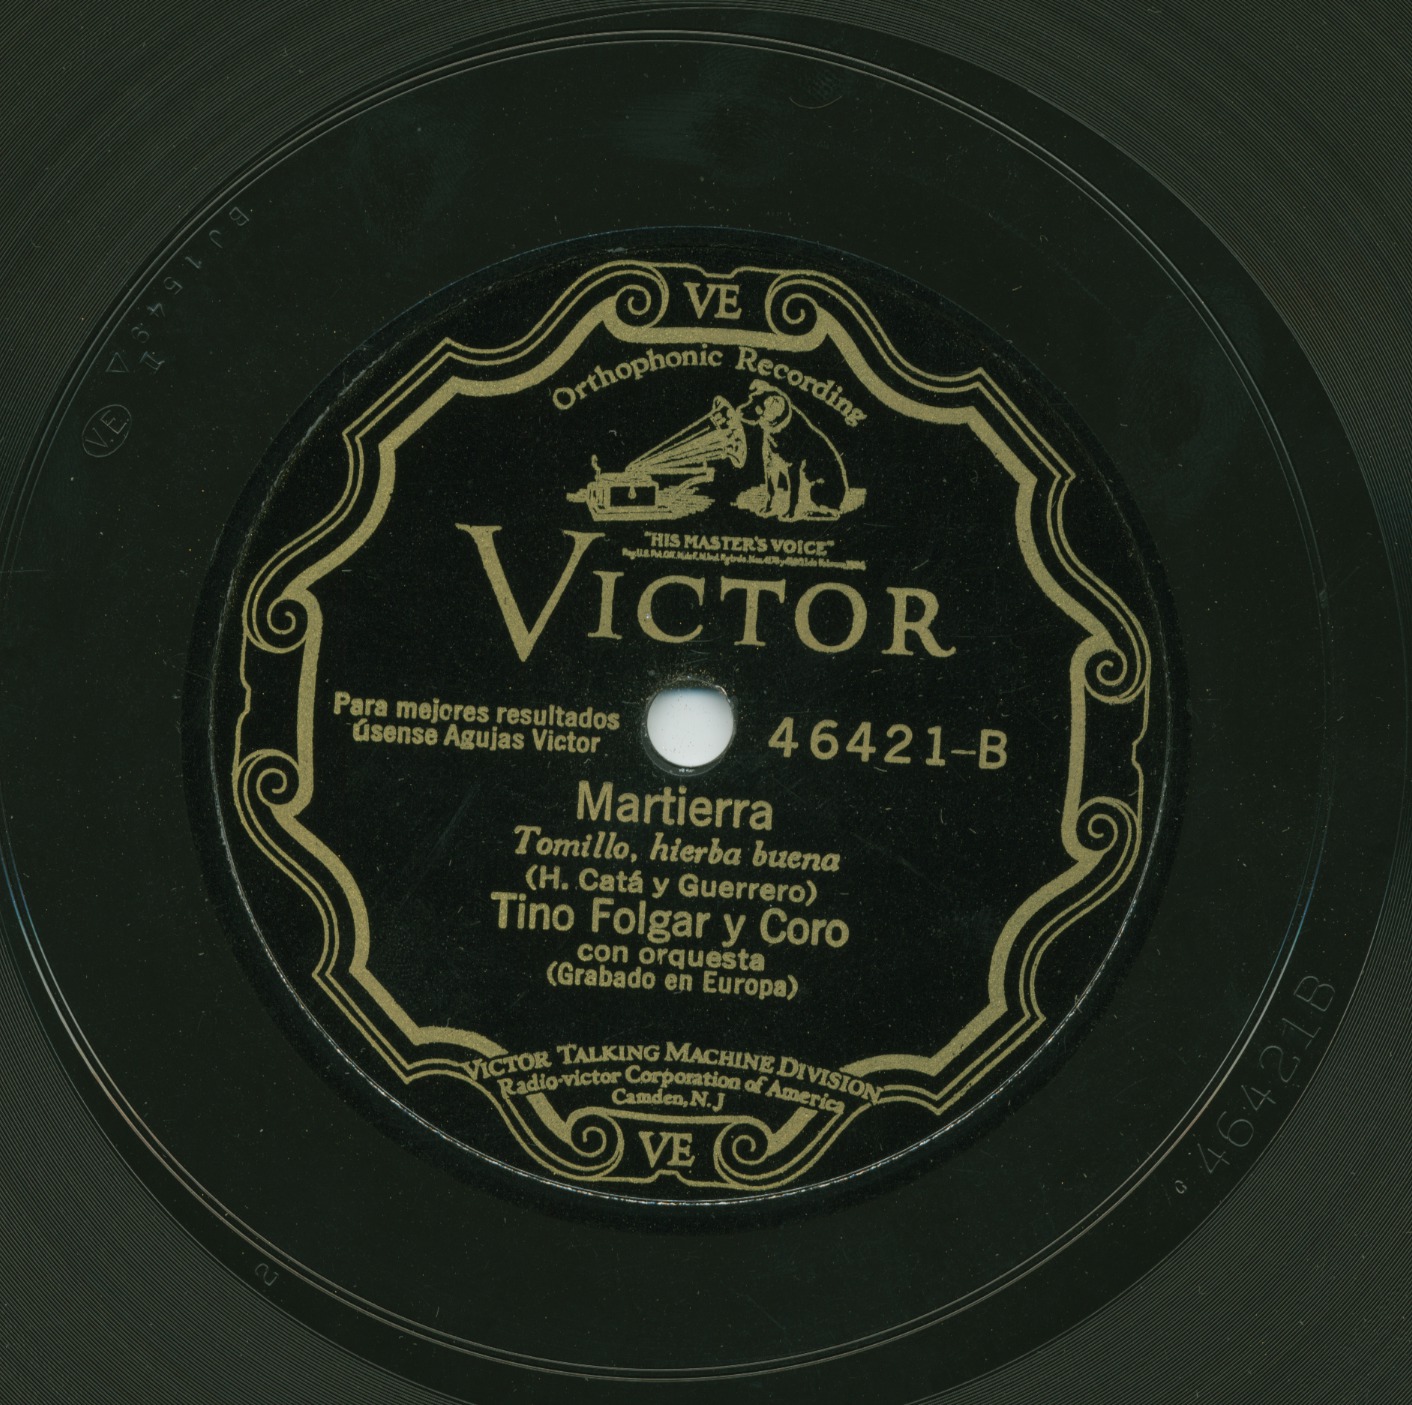 VE
Orthophonic Recording
"HIS MASTER'S VOICE"
VICTOR
Para mejores resultados
úsense Agujas Victor
46421-B
Martierra
Tomillo, hierba buena
(H. Catá y Guerrero)
Tino Folgar y Coro
con orquesta
(Grabado en Europa)
VICTOR TALKING MACHINE DIVISION
Radio-victor Corporation of America
Camden, N. J
VE
VE
46421B
G
2